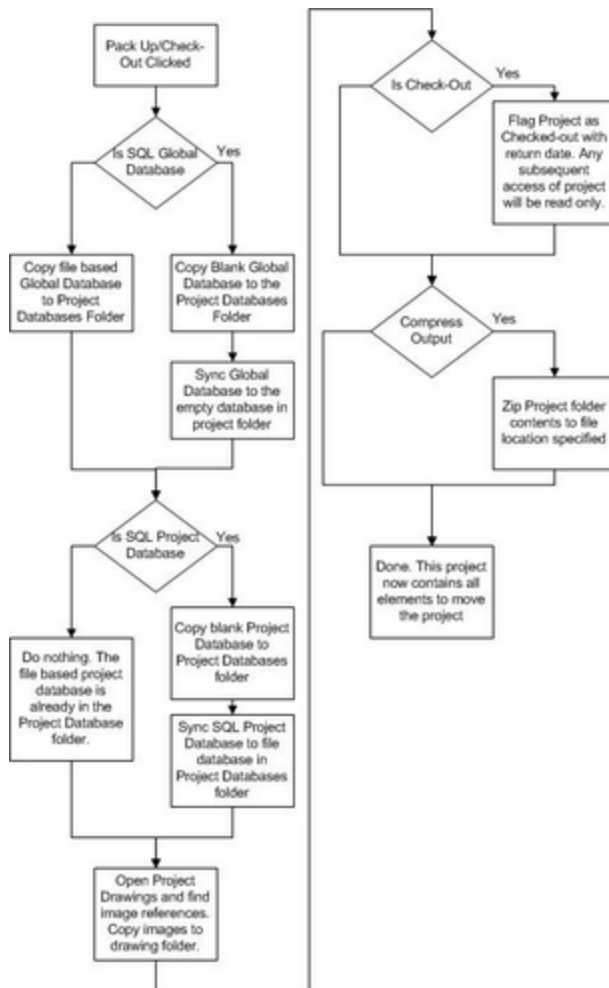 Pack Up/Check-
Out Clicked
Is SQL Global
Database
Yes
Copy file based
Global Database
to Project
Databases Folder
Copy Blank Global
Database to the
Project Databases
Folder
Sync Global
Database to the
empty database in
project folder
Is SQL Project
Database
Yes
Do nothing. The
file based project
database is
already in the
Project Database
folder.
Copy blank Project
Database to
Project Databases
folder
Sync SQL Project
Database to file
database in
Project Databases
folder
Open Project
Drawings and find
image references.
Copy images to
drawing folder.
Is Check-Out
Yes
Flag Project as
Checked-out with
return date. Any
subsequent
access of project
will be read only.
Compress
Output
Yes
Zip Project folder
contents to file
location specified
Done. This project
now contains all
elements to move
the project